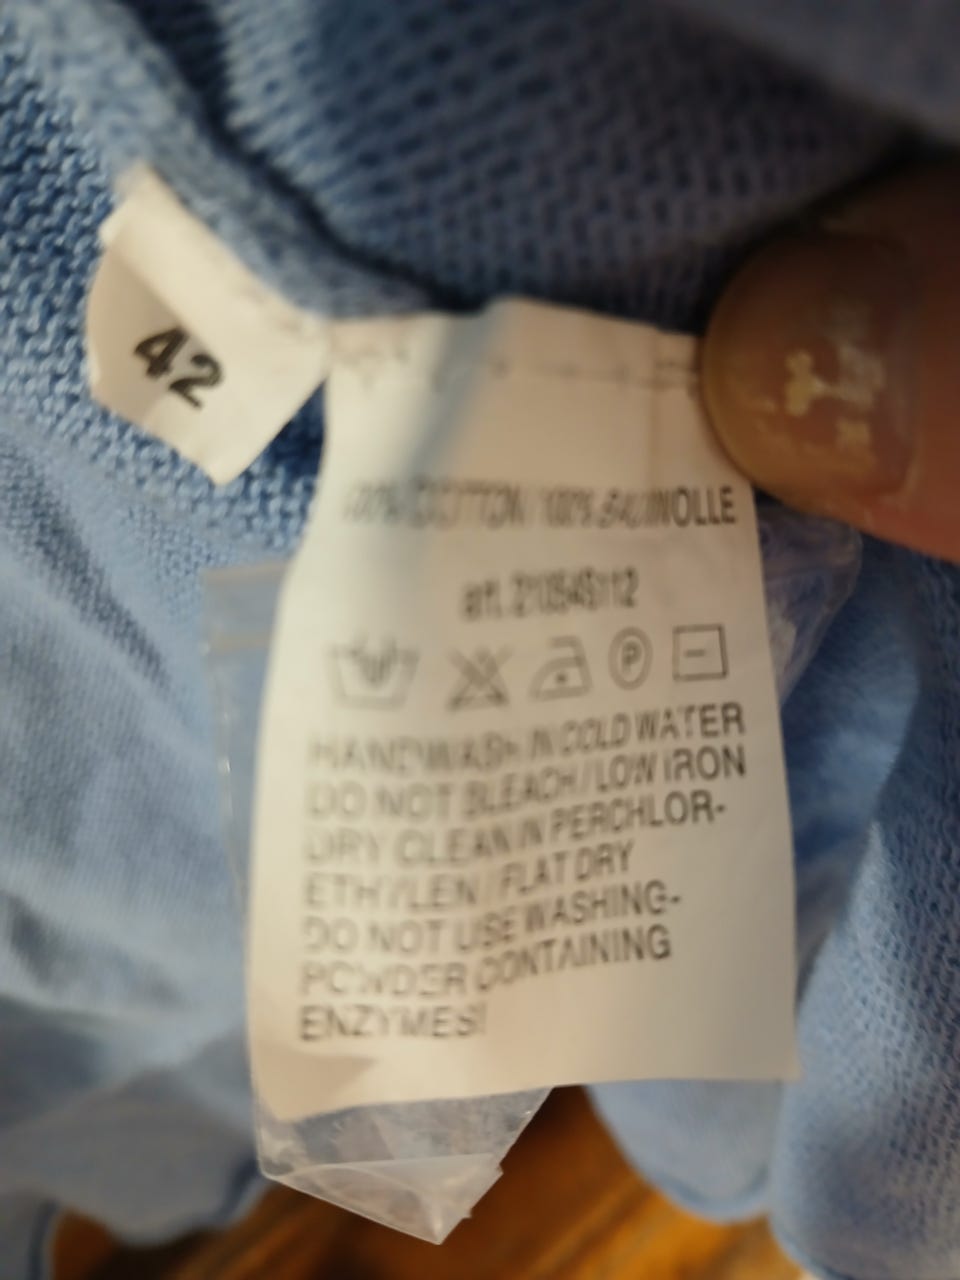 42
100% COTTON / 100% BAUMWOLLE
art.
P
HANDWASH IN COLD WATER
DO NOT BLEACH / LOW IRON
DRY CLEAN IN PERCHLOR-
ETHYLEN / FLAT DRY
DO NOT USE WASHING-
POWDER CONTAINING
ENZYMES!